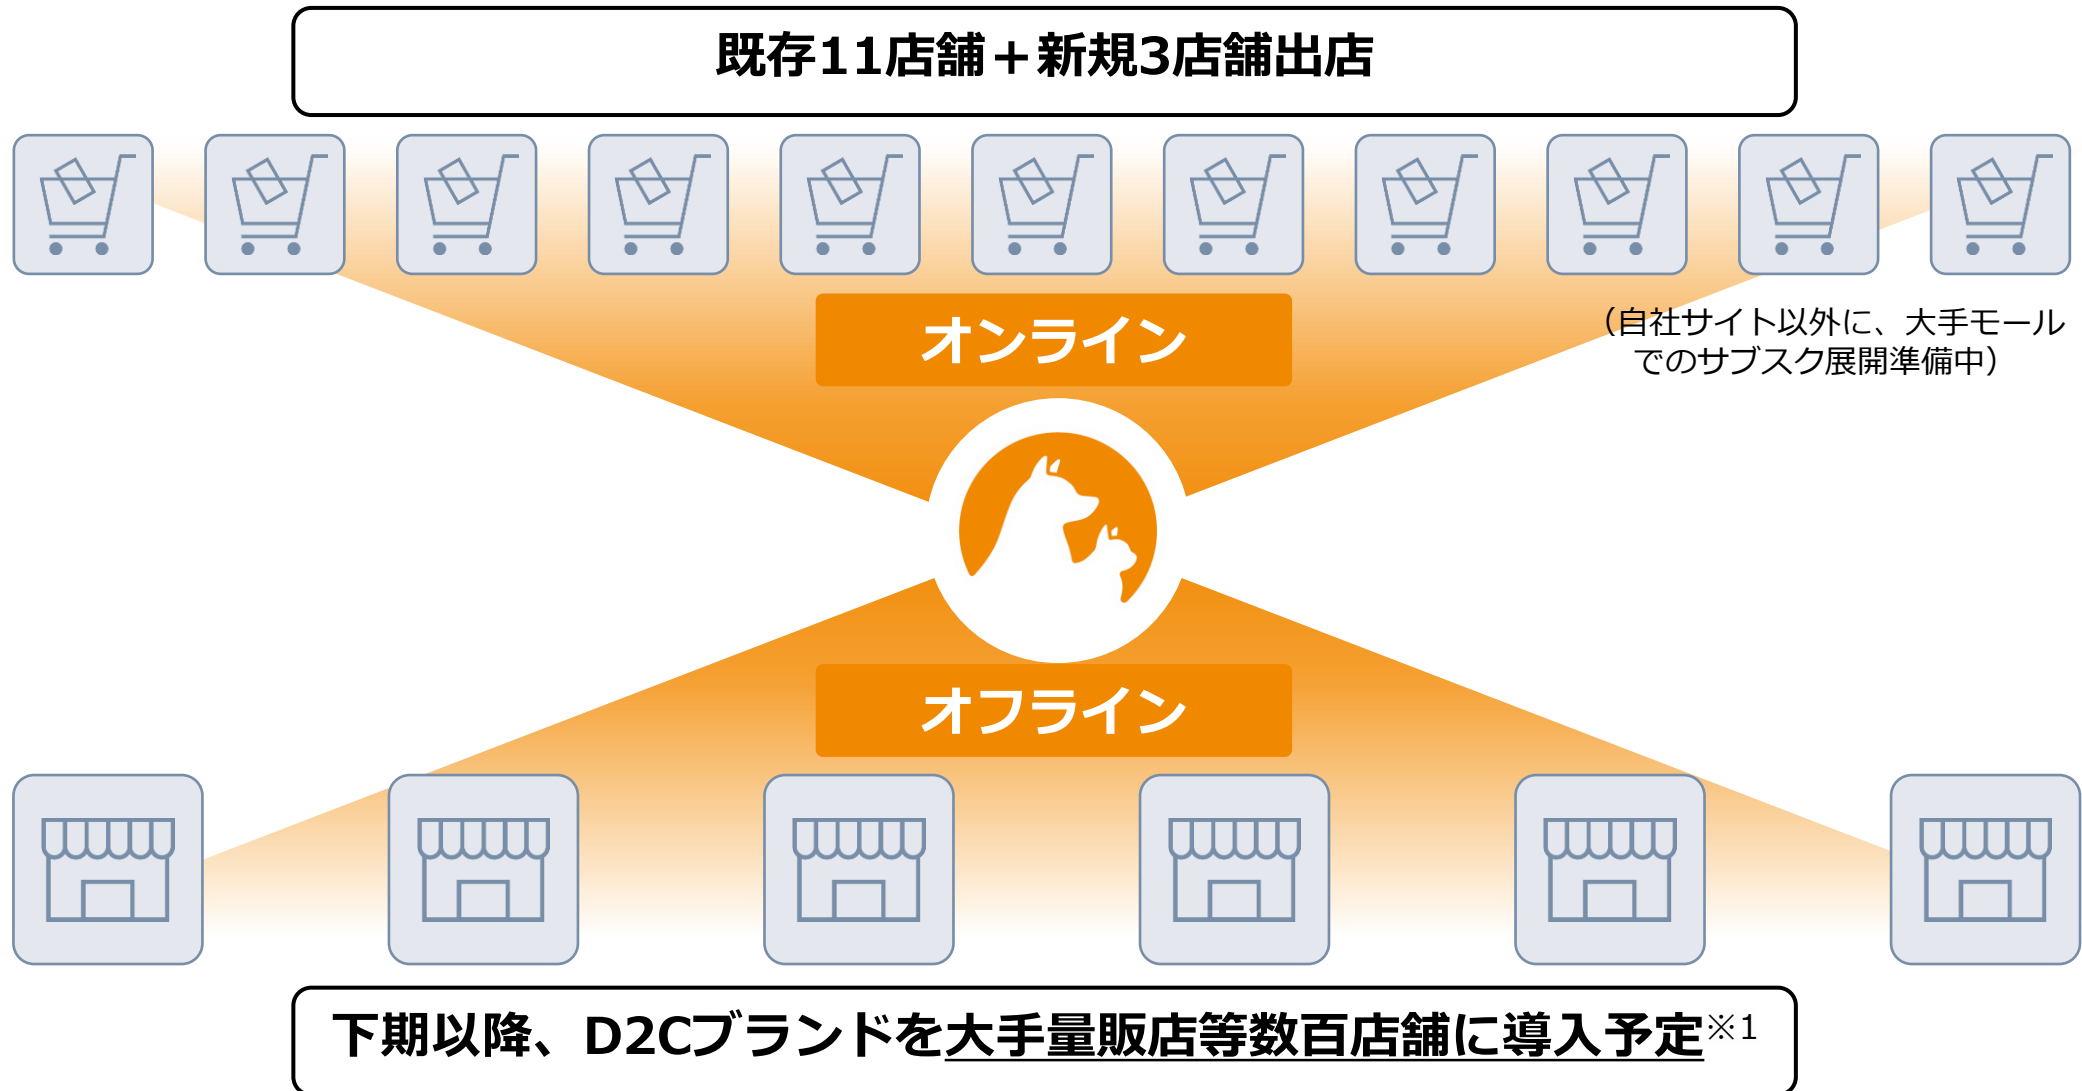 既存11店舗＋新規3店舗出店
オンライン
（自社サイト以外に、大手モール
でのサブスク展開準備中）
オフライン
下期以降、D2Cブランドを大手量販店等数百店舗に導入予定※1